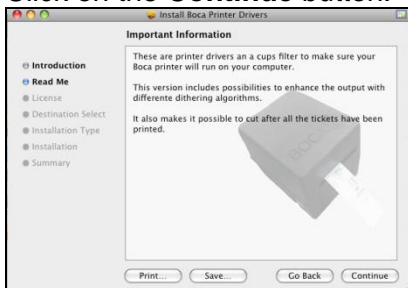 Click on the Continue button.
Install Boca Printer Drivers
Important Information
Introduction
Read Me
License
Destination Select
Installation Type
Installation
Summary
These are printer drivers an a cups filter to make sure your
Boca printer will run on your computer.
This version includes possibilities to enhance the output with
differente dithering algorithms.
It also makes it possible to cut after all the tickets have been
printed.
BOCA
Print...
Save...
Go Back
Continue